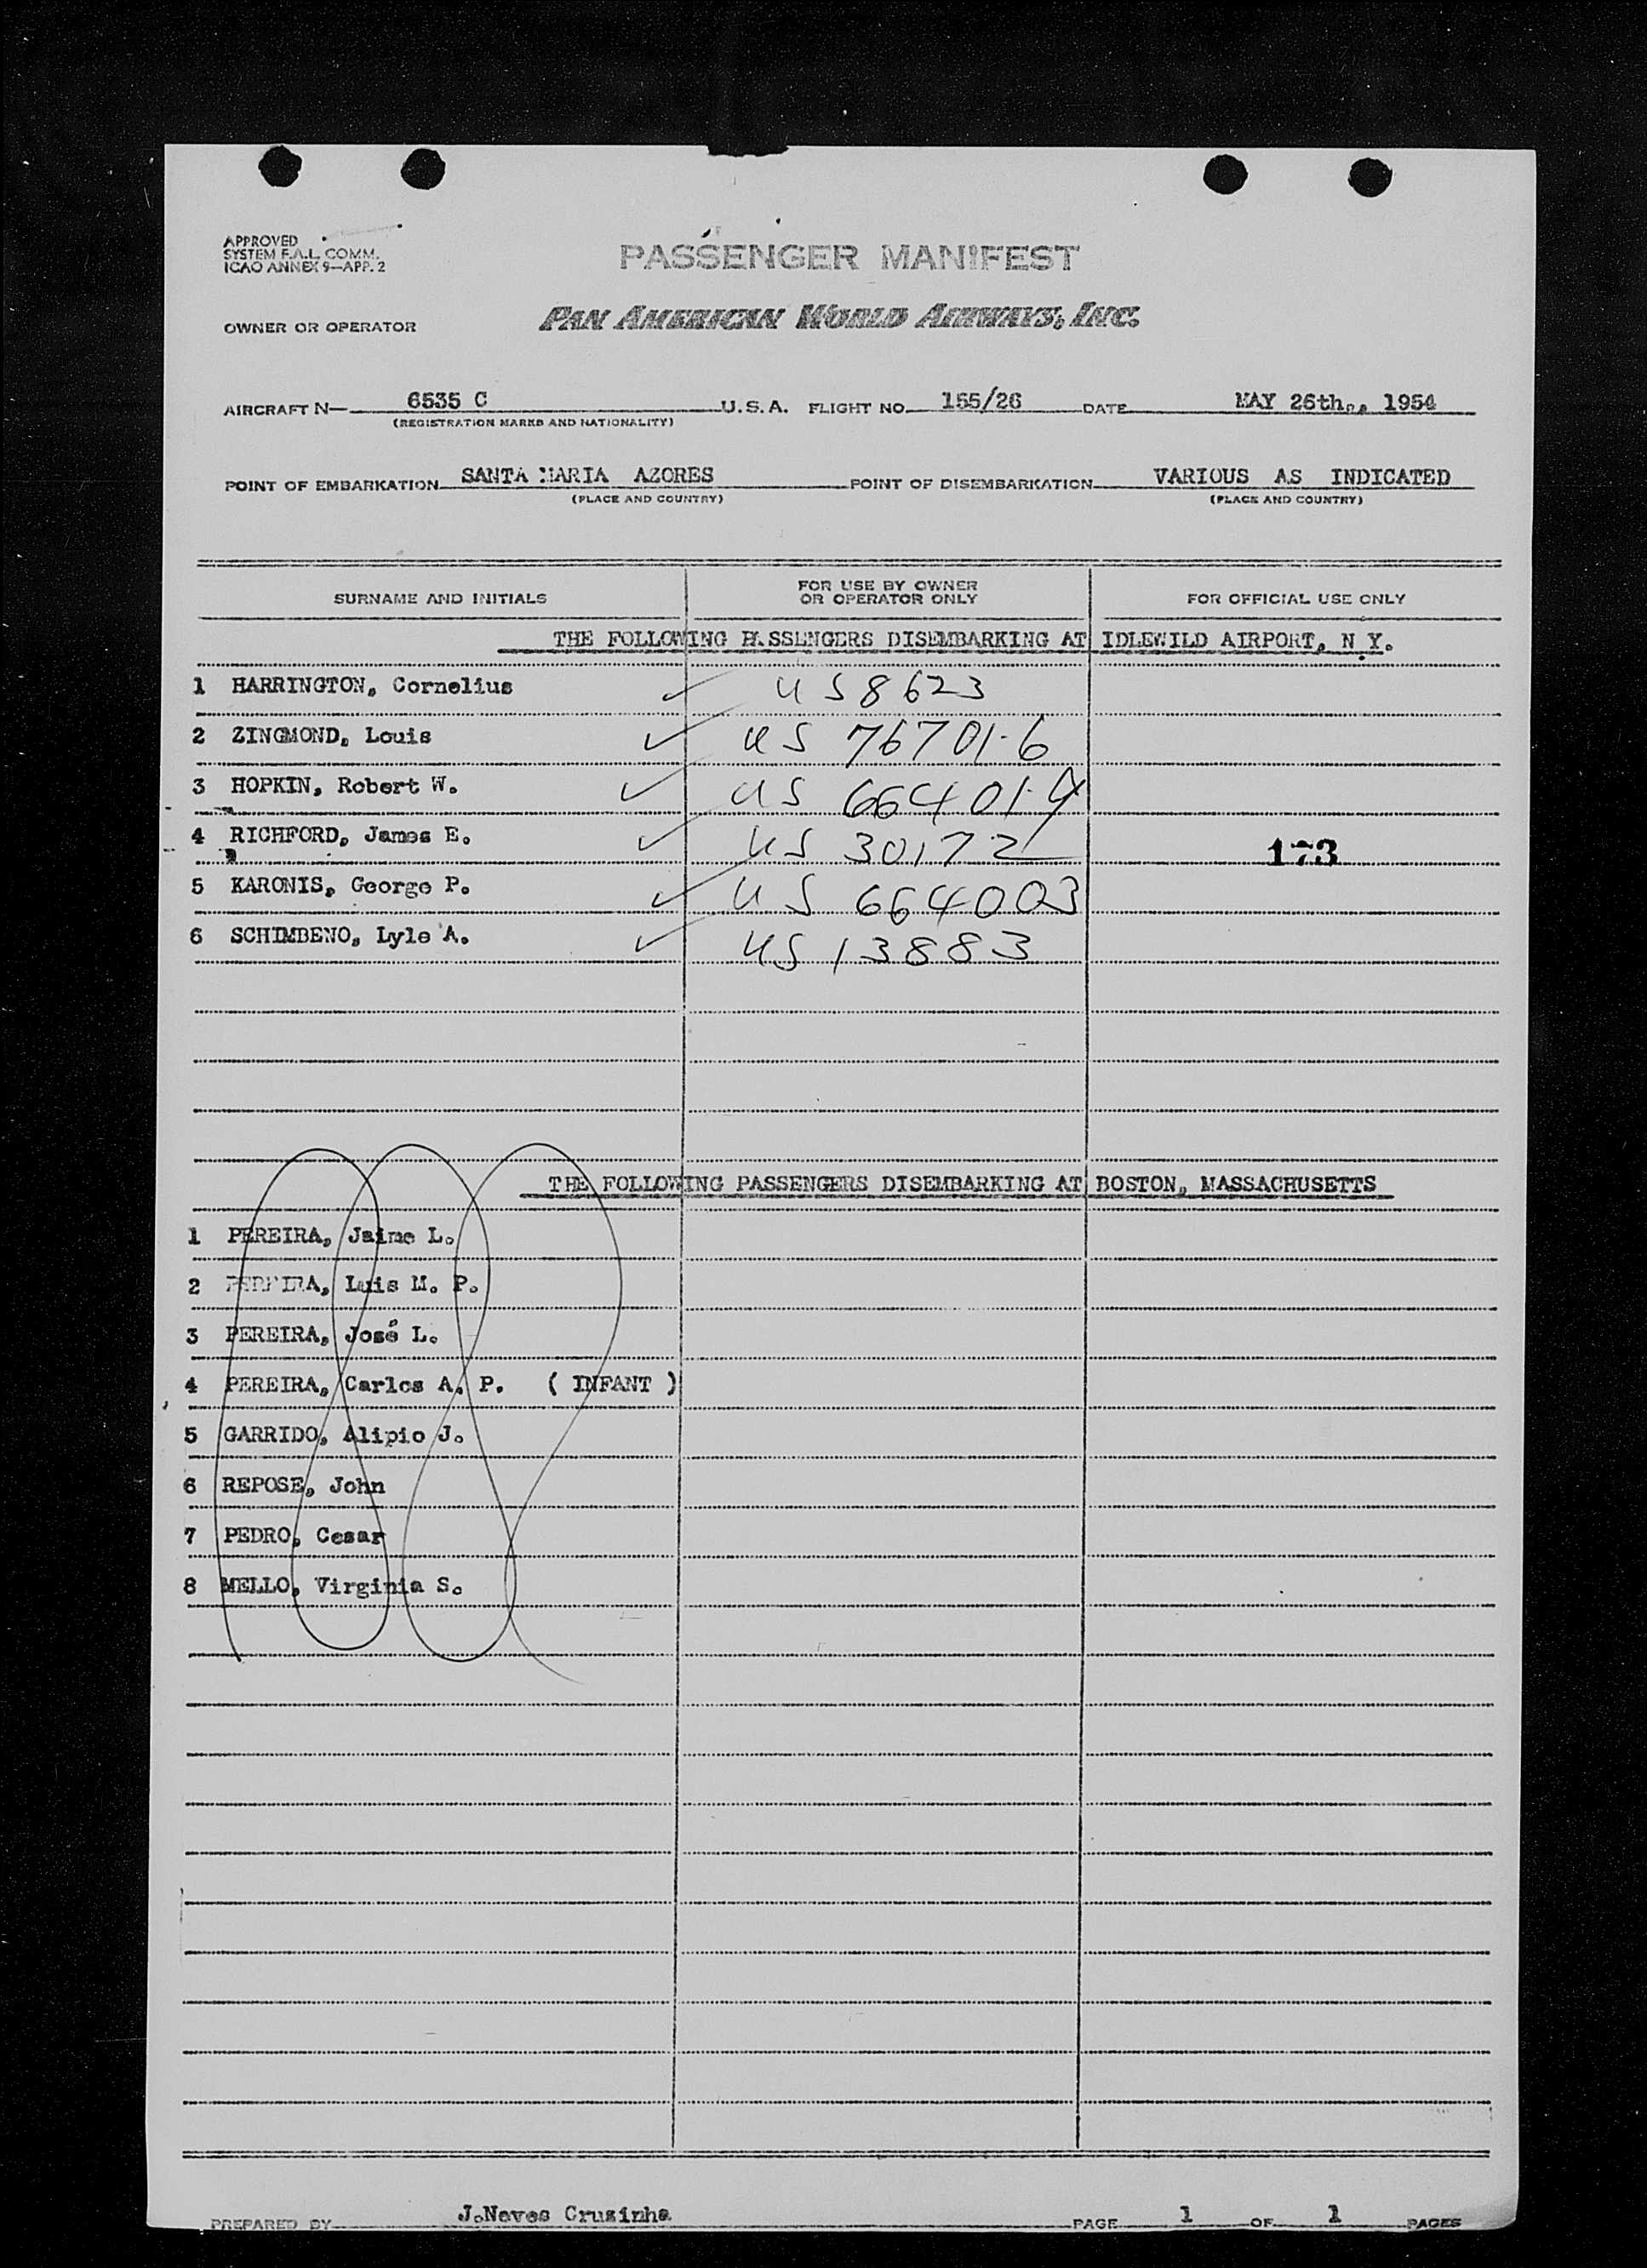 APPROVED
SYSTEM F.A.L. COMM.
ICAO ANNEX 9—APP. 2
PASSENGER MANIFEST
OWNER OR OPERATOR PAN AMERICAN WORLD AIRWAYS, INC.
AIRCRAFT N— 6535 C U.S.A. FLIGHT NO. 155/26 DATE MAY 26th., 1954
(REGISTRATION MARKS AND NATIONALITY)
POINT OF EMBARKATION SANTA MARIA AZORES POINT OF DISEMBARKATION VARIOUS AS INDICATED
(PLACE AND COUNTRY) (PLACE AND COUNTRY)
SURNAME AND INITIALS FOR USE BY OWNER OR OPERATOR ONLY FOR OFFICIAL USE ONLY
THE FOLLOWING PASSENGERS DISEMBARKING AT IDLEWILD AIRPORT, N Y.
1 HARRINGTON, Cornelius ✓ US 8623
2 ZINGMOND, Louis ✓ US 76701-6
3 HOPKIN, Robert W. ✓ US 66401-4
4 RICHFORD, James E. ✓ US 30172 173
5 KARONIS, George P. ✓ US 664003
6 SCHIMBENO, Lyle A. ✓ US 13883
THE FOLLOWING PASSENGERS DISEMBARKING AT BOSTON, MASSACHUSETTS
1 PEREIRA, Jaime L.
2 PEREIRA, Luis M. P.
3 PEREIRA, José L.
4 PEREIRA, Carlos A. P. ( INFANT )
5 GARRIDO, Alipio J.
6 REPOSE, John
7 PEDRO, Cesar
8 MELLO, Virginia S.
PREPARED BY J.Neves Crusinha PAGE 1 OF 1 PAGES